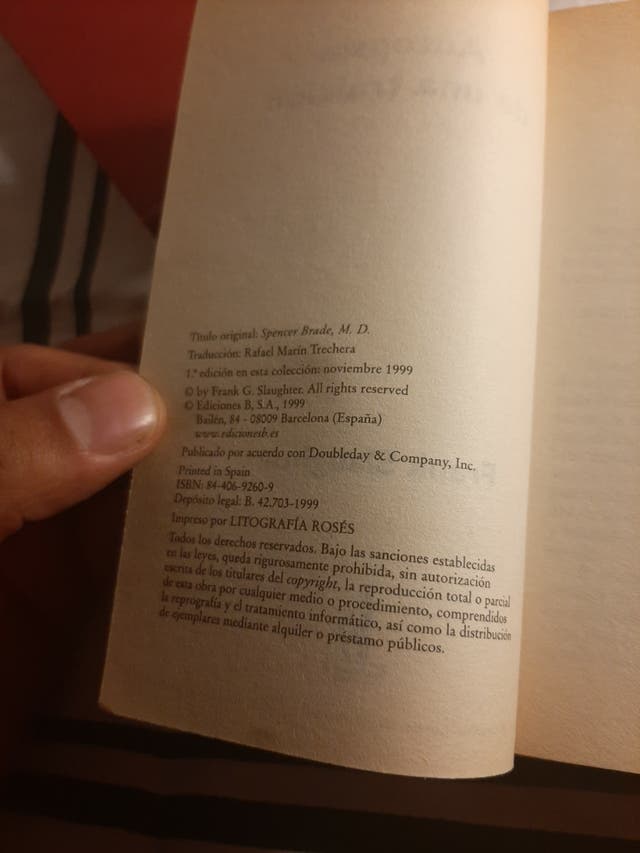 Título original: Spencer Brade, M. D.
Traducción: Rafael Marín Trechera
1.ª edición en esta colección: noviembre 1999
© by Frank G. Slaughter. All rights reserved
© Ediciones B, S.A., 1999
Bailén, 84 - 08009 Barcelona (España)
www.edicionesb.es
Publicado por acuerdo con Doubleday & Company, Inc.
Printed in Spain
ISBN: 84-406-9260-9
Depósito legal: B. 42.703-1999
Impreso por LITOGRAFÍA ROSÉS
Todos los derechos reservados. Bajo las sanciones establecidas
en las leyes, queda rigurosamente prohibida, sin autorización
escrita de los titulares del copyright, la reproducción total o parcial
de esta obra por cualquier medio o procedimiento, comprendidos
la reprografía y el tratamiento informático, así como la distribución
de ejemplares mediante alquiler o préstamo públicos.